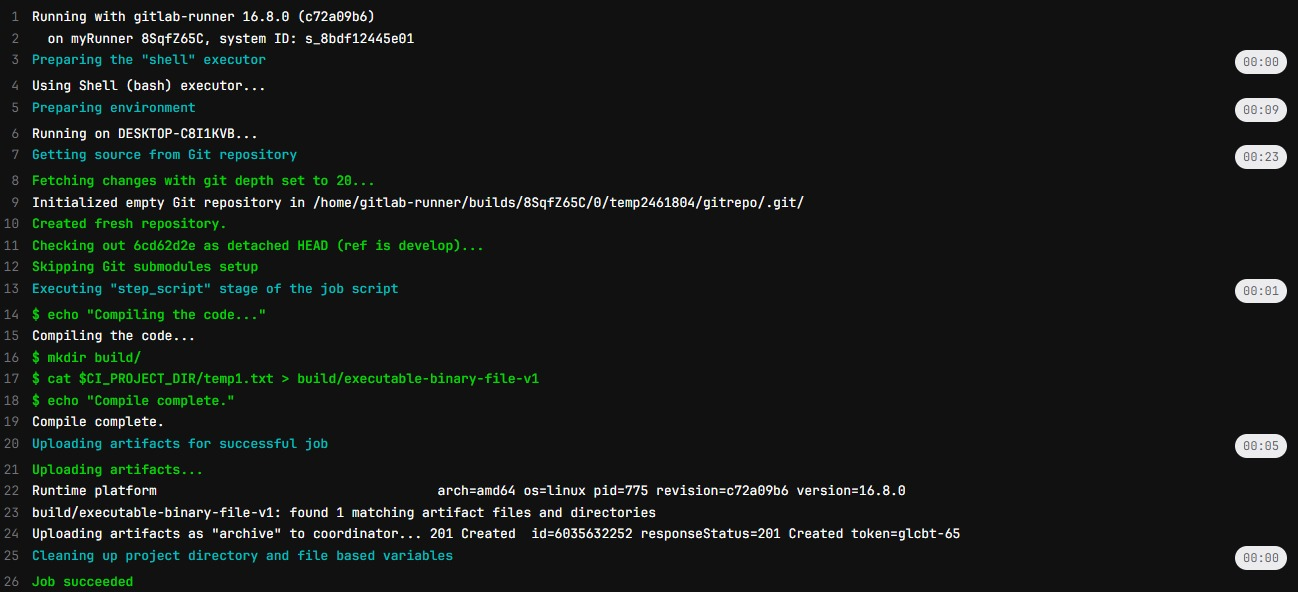 1 Running with gitlab-runner 16.8.0 (c72a09b6)
2 on myRunner 8SqfZ65C, system ID: s_8bdf12445e01
3 Preparing the "shell" executor 00:00
4 Using Shell (bash) executor...
5 Preparing environment 00:09
6 Running on DESKTOP-C8I1KVB...
7 Getting source from Git repository 00:23
8 Fetching changes with git depth set to 20...
9 Initialized empty Git repository in /home/gitlab-runner/builds/8SqfZ65C/0/temp2461804/gitrepo/.git/
10 Created fresh repository.
11 Checking out 6cd62d2e as detached HEAD (ref is develop)...
12 Skipping Git submodules setup
13 Executing "step_script" stage of the job script 00:01
14 $ echo "Compiling the code..."
15 Compiling the code...
16 $ mkdir build/
17 $ cat $CI_PROJECT_DIR/temp1.txt > build/executable-binary-file-v1
18 $ echo "Compile complete."
19 Compile complete.
20 Uploading artifacts for successful job 00:05
21 Uploading artifacts...
22 Runtime platform arch=amd64 os=linux pid=775 revision=c72a09b6 version=16.8.0
23 build/executable-binary-file-v1: found 1 matching artifact files and directories
24 Uploading artifacts as "archive" to coordinator... 201 Created id=6035632252 responseStatus=201 Created token=glcbt-65
25 Cleaning up project directory and file based variables 00:00
26 Job succeeded